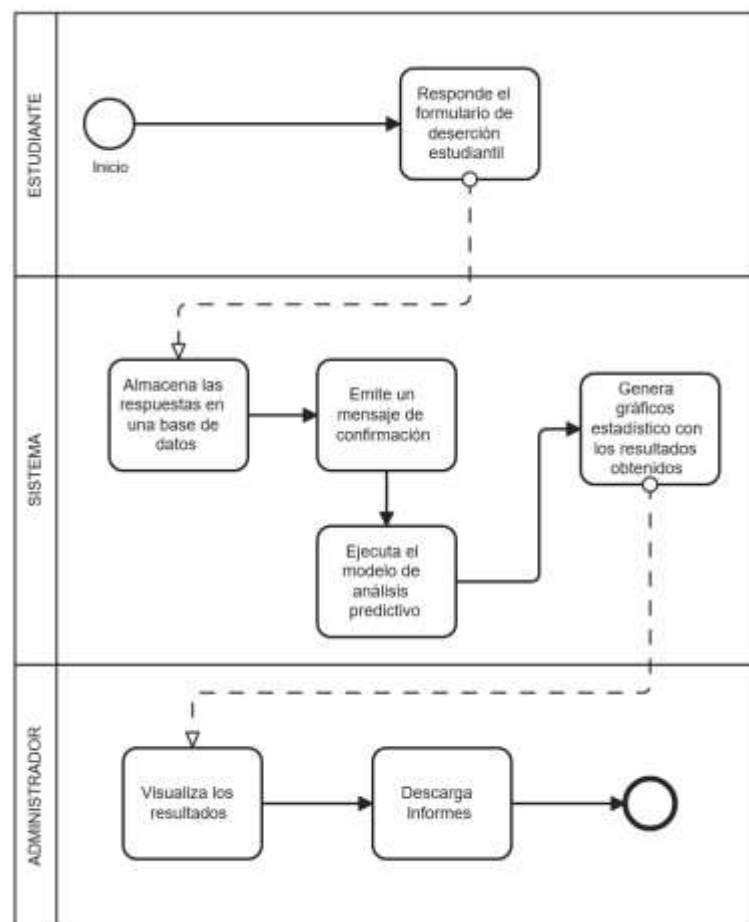 ESTUDIANTE
Inicio
Responde el
formulario de
deserción
estudiantil
SISTEMA
Almacena las
respuestas en
una base de
datos
Emite un
mensaje de
confirmación
Ejecuta el
modelo de
análisis
predictivo
Genera
gráficos
estadístico con
los resultados
obtenidos
ADMINISTRADOR
Visualiza los
resultados
Descarga
Informes